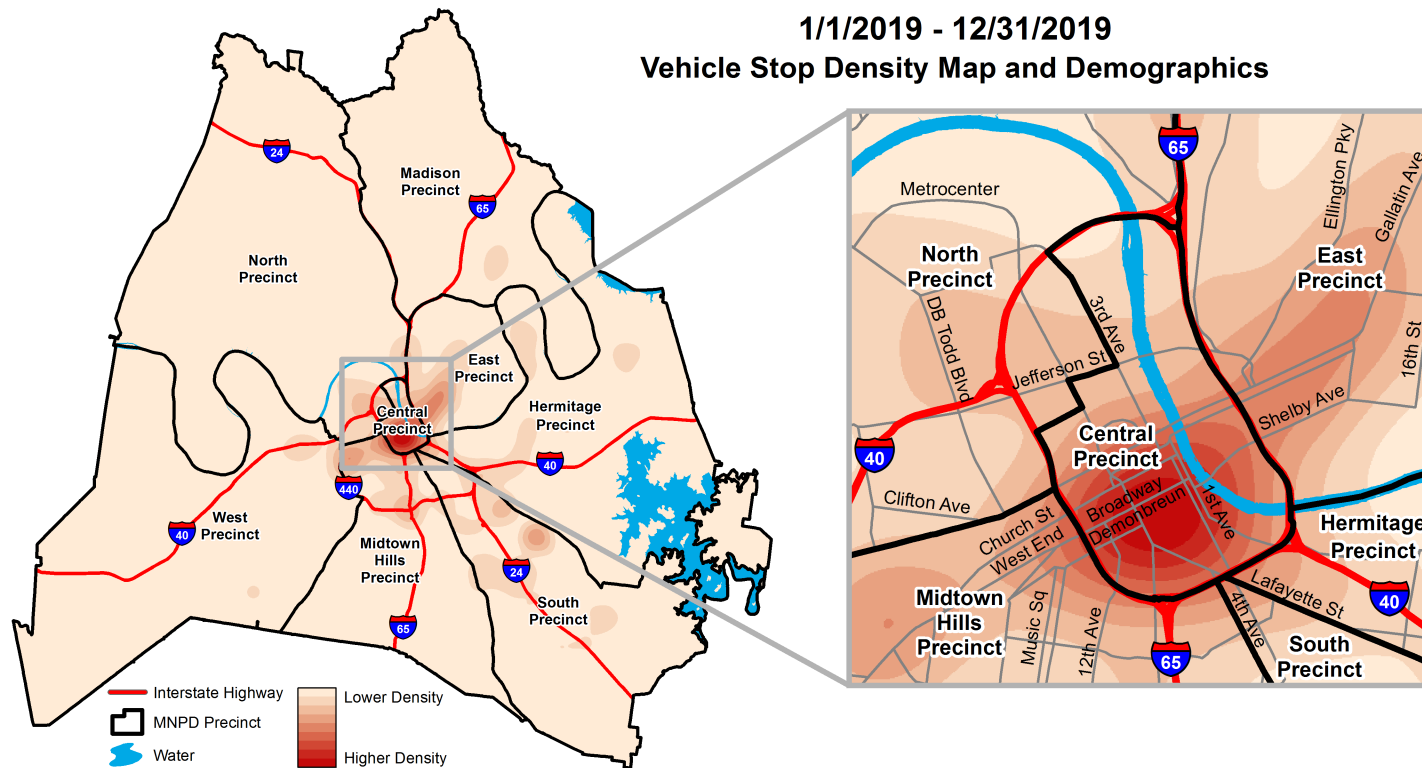 1/1/2019 - 12/31/2019
Vehicle Stop Density Map and Demographics
24
Madison
Precinct
65
North
Precinct
East
Precinct
Central
Precinct
Hermitage
Precinct
40
440
West
Precinct
40
Midtown
Hills
Precinct
24
South
Precinct
65
Interstate Highway
MNPD Precinct
Water
Lower Density
Higher Density
65
Metrocenter
Ellington Pky
Gallatin Ave
North
Precinct
East
Precinct
DB Todd Blvd
3rd Ave
Jefferson St
16th St
Shelby Ave
40
Central
Precinct
Clifton Ave
Broadway
Demonbreun
1st Ave
Church St
West End
Hermitage
Precinct
Midtown
Hills
Precinct
Music Sq
12th Ave
4th Ave
Lafayette St
40
65
South
Precinct